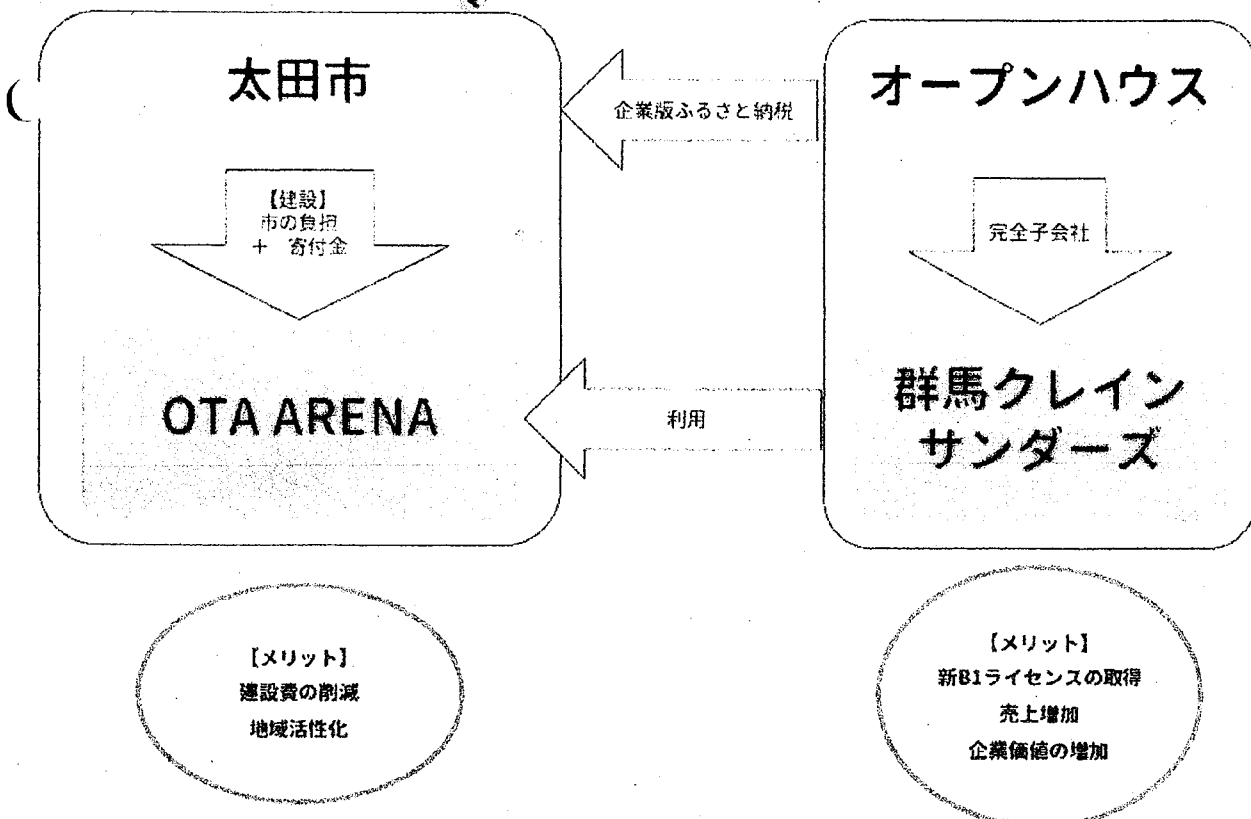 太田市
オープンハウス
企業版ふるさと納税
【建設】
市の負担
＋ 寄付金
完全子会社
OTA ARENA
利用
群馬クレイン
サンダーズ
【メリット】
建設費の削減
地域活性化
【メリット】
新B1ライセンスの取得
売上増加
企業価値の増加